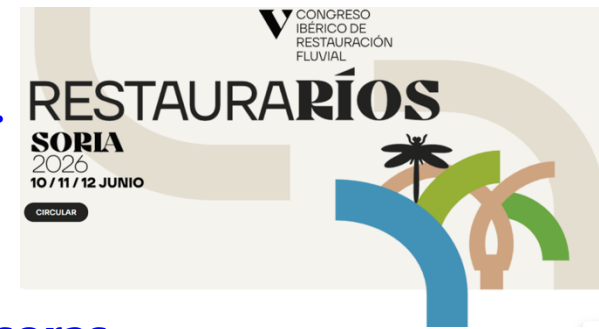 V CONGRESO
IBÉRICO DE
RESTAURACIÓN
FLUVIAL
RESTAURARÍOS
SORIA
2026
10 / 11 / 12 JUNIO
CIRCULAR